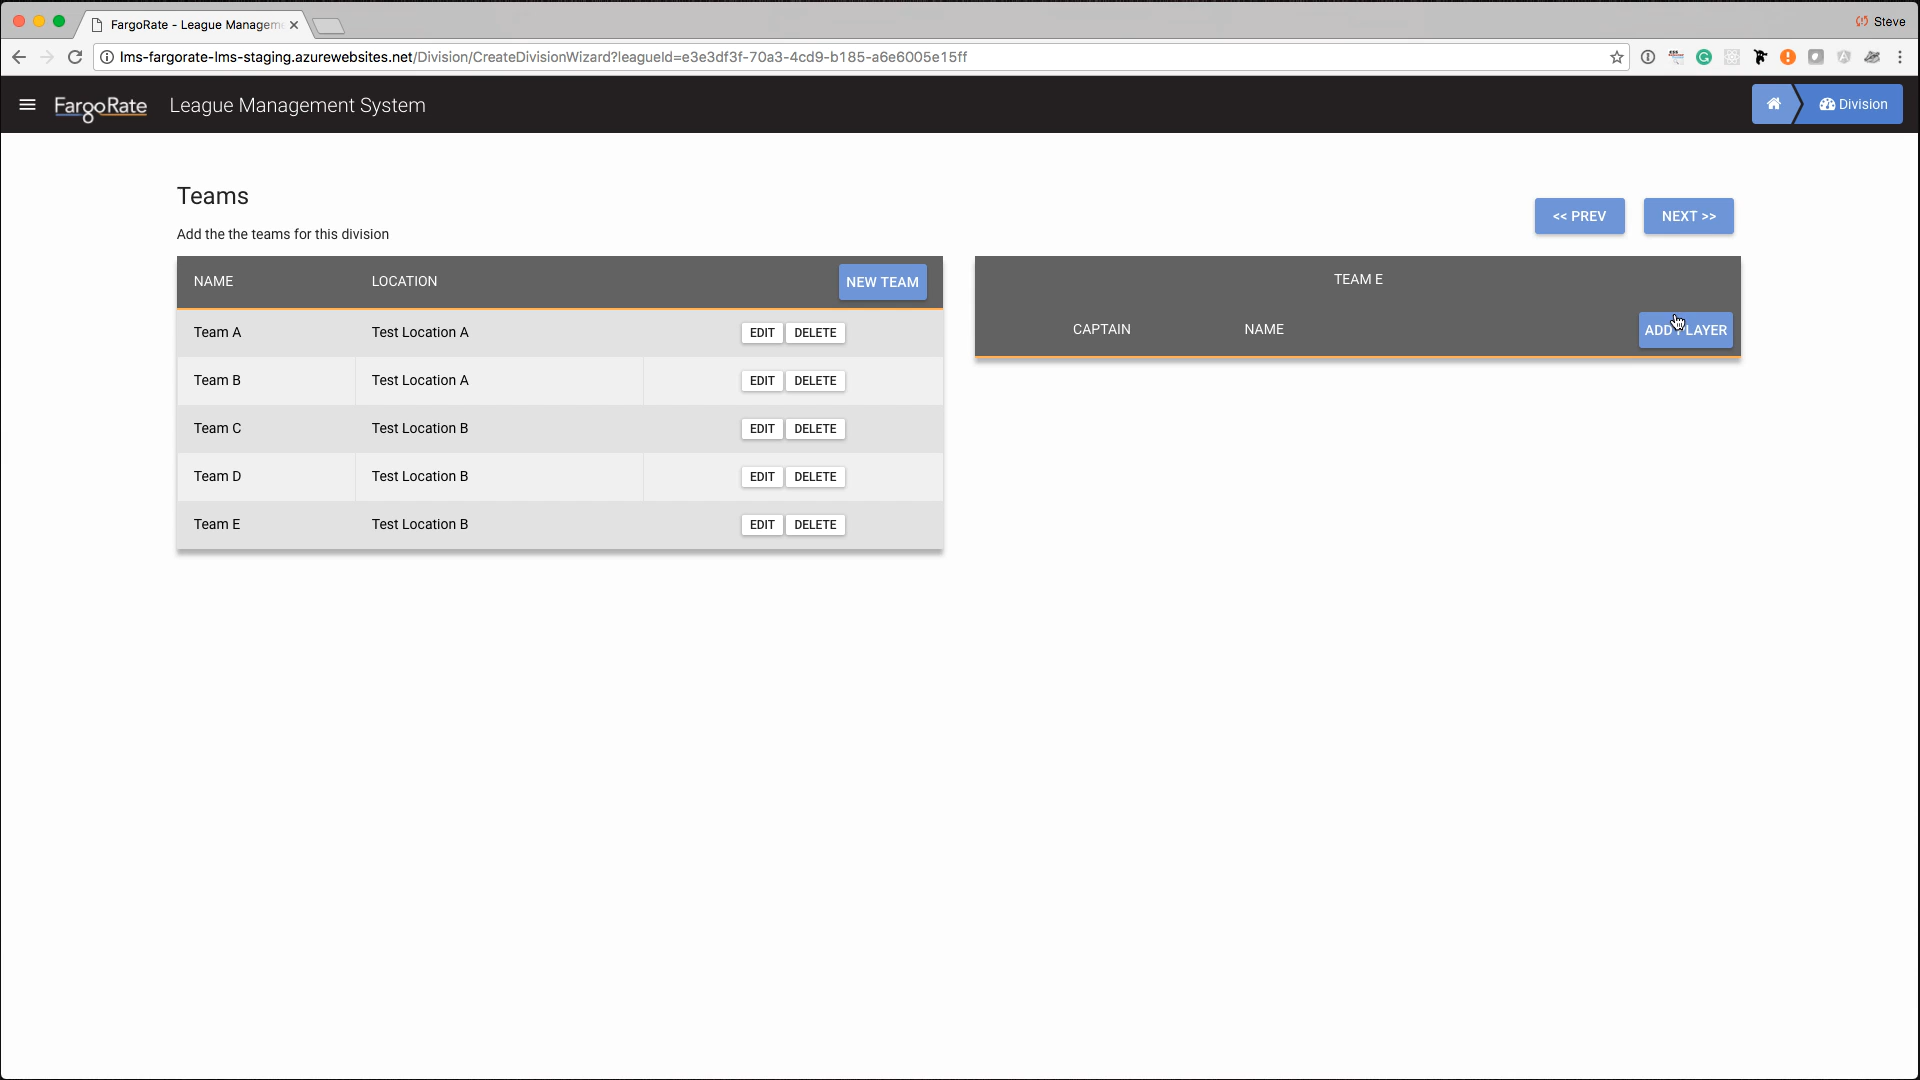 FargoRate - League Managem
Steve
lms-fargorate-lms-staging.azurewebsites.net/Division/CreateDivisionWizard?leagueId=e3e3df3f-70a3-4cd9-b185-a6e6005e15ff
FargoRate League Management System
Division
Teams
<< PREV NEXT >>
Add the the teams for this division
NAME LOCATION NEW TEAM
Team A Test Location A EDIT DELETE
Team B Test Location A EDIT DELETE
Team C Test Location B EDIT DELETE
Team D Test Location B EDIT DELETE
Team E Test Location B EDIT DELETE
TEAM E
CAPTAIN NAME ADD PLAYER